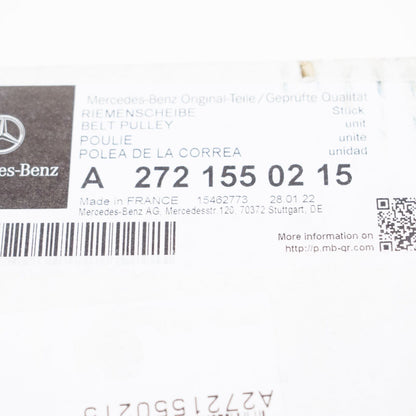 Mercedes-Benz Original-Teile / Geprüfte Qualität
RIEMENSCHEIBE Stück
BELT PULLEY unit
POULIE unite
POLEA DE LA CORREA unidad
des-Benz
A 272 155 02 15
Made in FRANCE 15462773 28.01.22
Mercedes-Benz AG, Mercedesstr.120, 70372 Stuttgart, DE
More information on
http://p.mb-qr.com
A2721550215